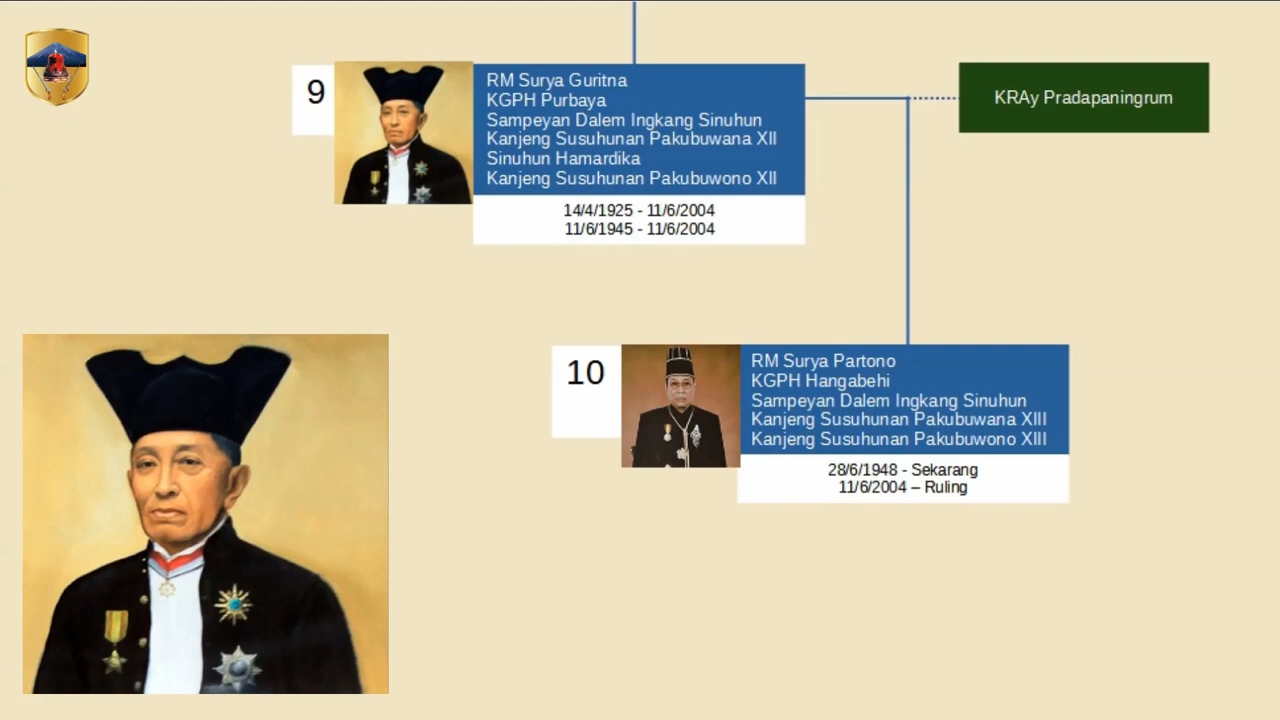 9
RM Surya Guritna
KGPH Purbaya
Sampeyan Dalem Ingkang Sinuhun
Kanjeng Susuhunan Pakubuwana XII
Sinuhun Hamardika
Kanjeng Susuhunan Pakubuwono XII
14/4/1925 - 11/6/2004
11/6/1945 - 11/6/2004
KRAy Pradapaningrum
10
RM Surya Partono
KGPH Hangabehi
Sampeyan Dalem Ingkang Sinuhun
Kanjeng Susuhunan Pakubuwana XIII
Kanjeng Susuhunan Pakubuwono XIII
28/6/1948 - Sekarang
11/6/2004 – Ruling